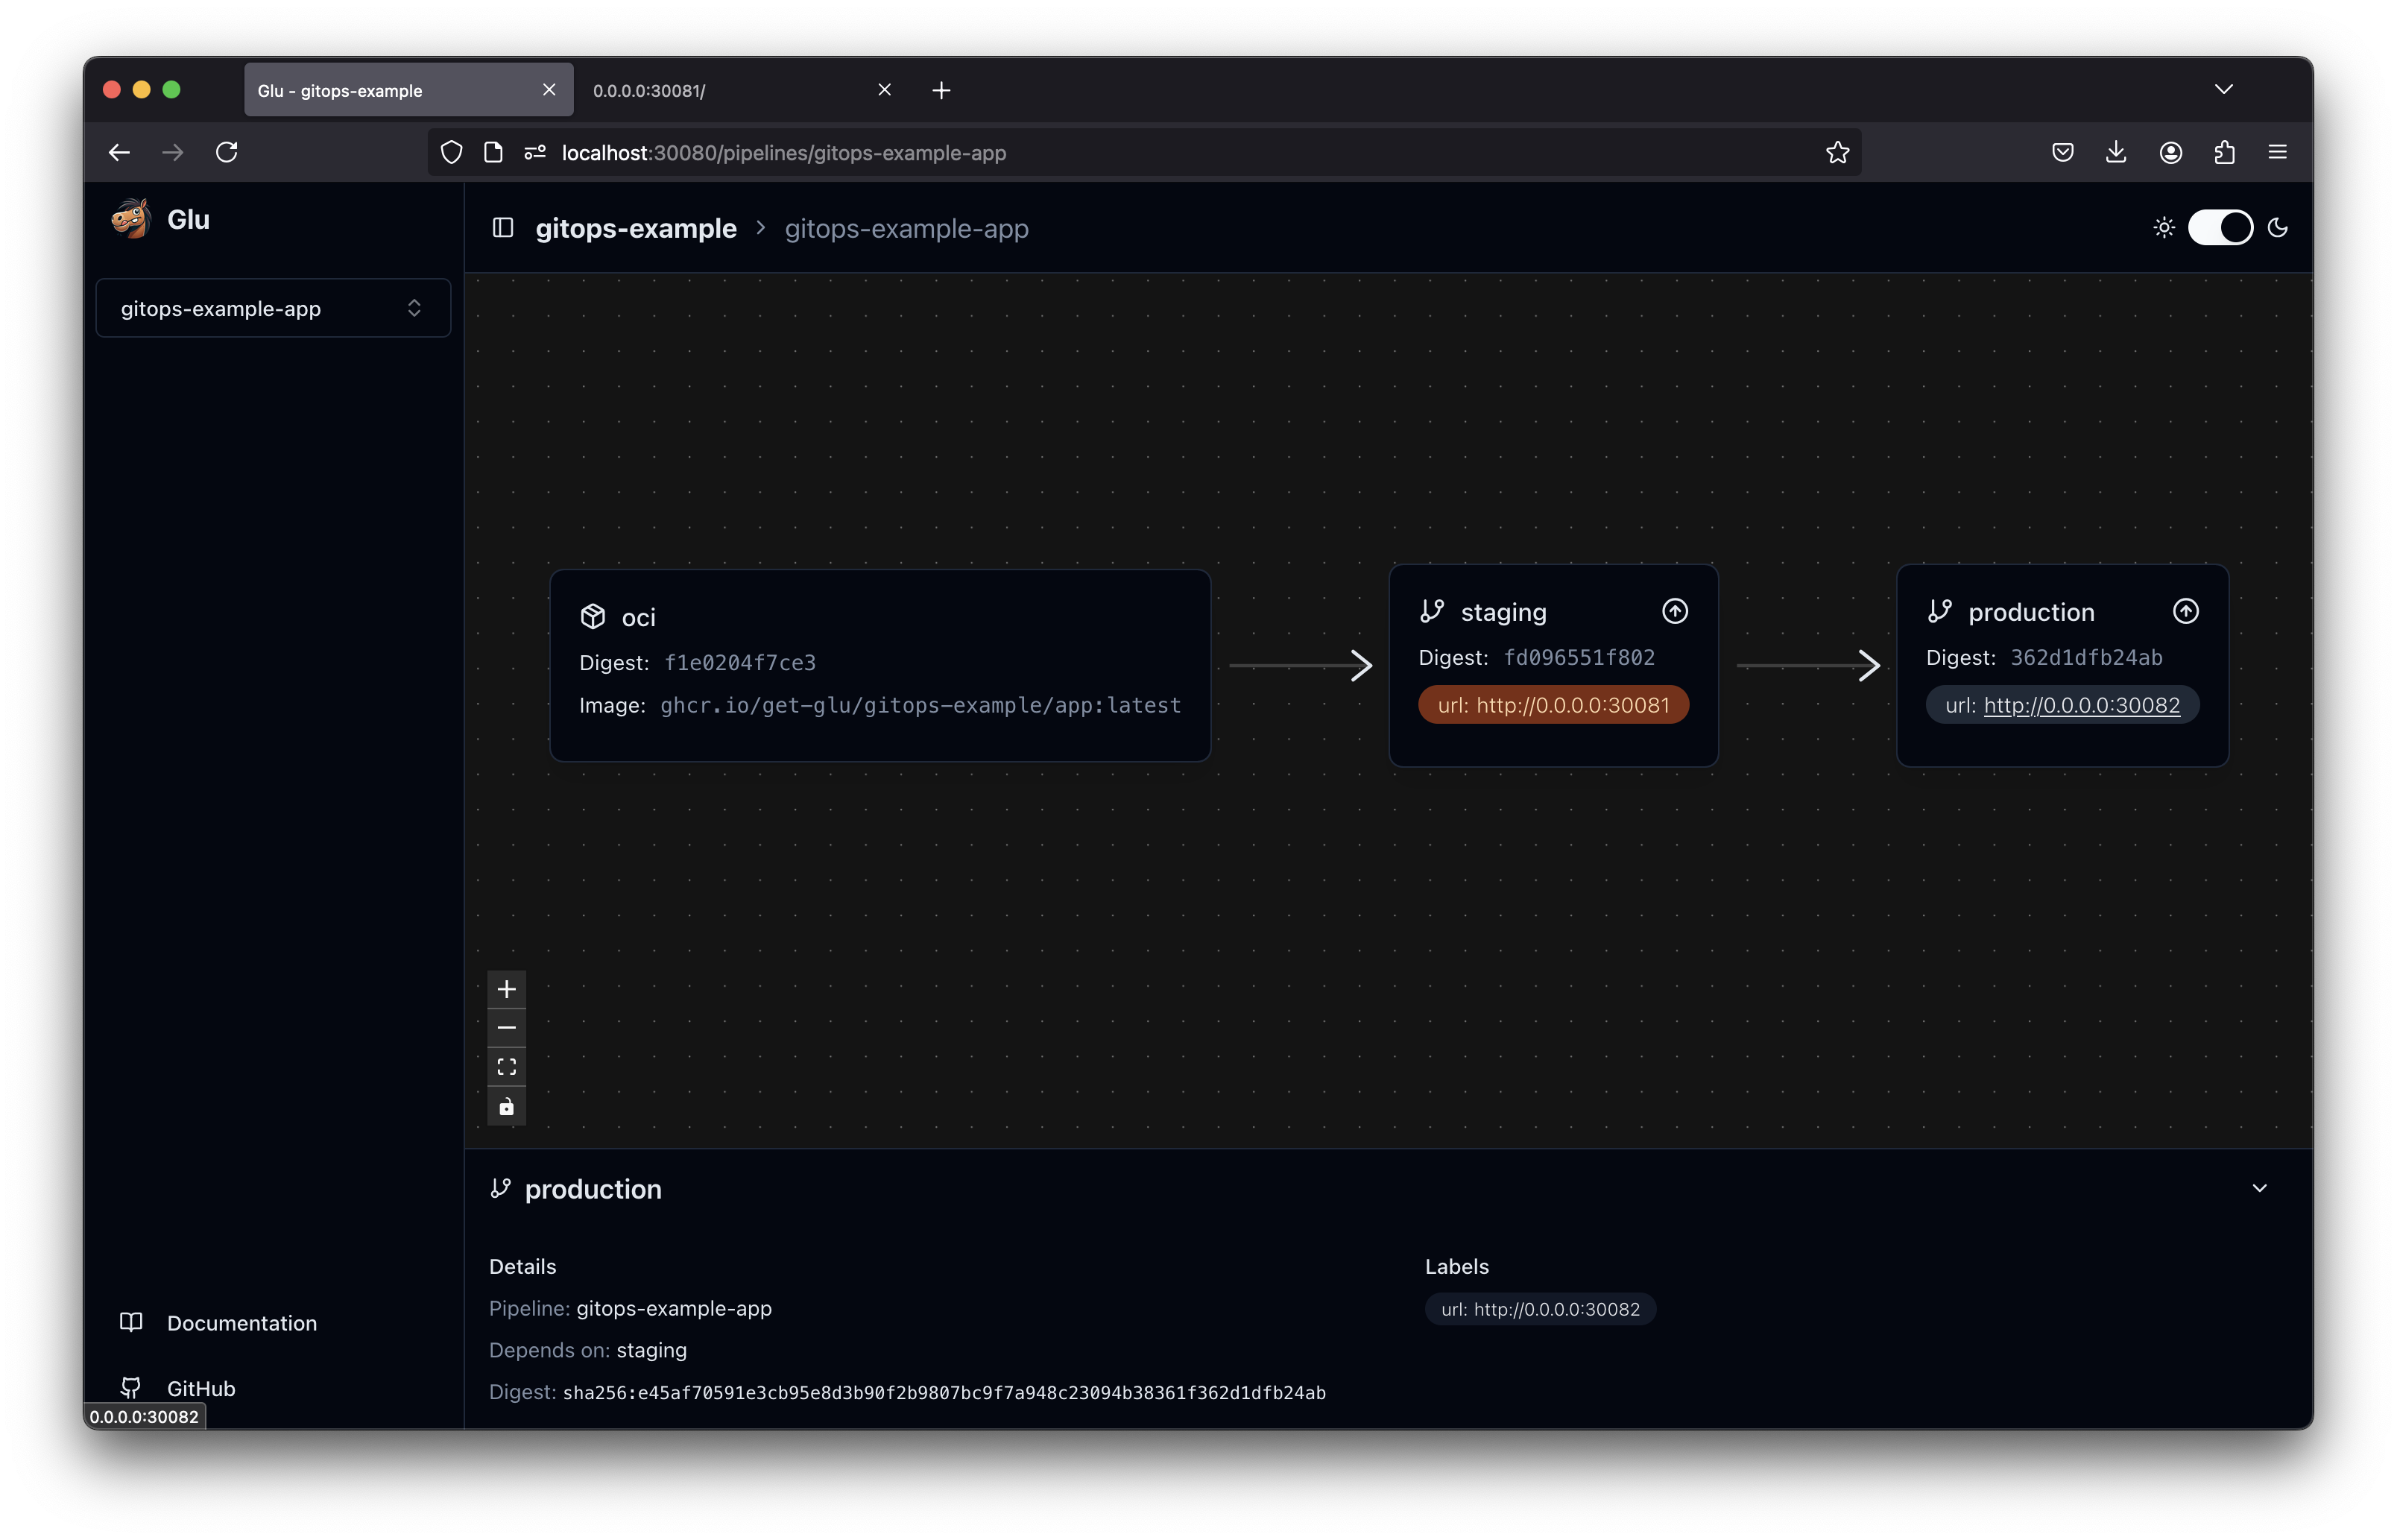 Glu - gitops-example
0.0.0.0:30081/
localhost:30080/pipelines/gitops-example-app
Glu
gitops-example
gitops-example-app
gitops-example-app
oci
Digest: f1e0204f7ce3
Image: ghcr.io/get-glu/gitops-example/app:latest
staging
Digest: fd096551f802
url: http://0.0.0.0:30081
production
Digest: 362d1dfb24ab
url: http://0.0.0.0:30082
production
Details
Pipeline: gitops-example-app
Depends on: staging
Digest: sha256:e45af70591e3cb95e8d3b90f2b9807bc9f7a948c23094b38361f362d1dfb24ab
Labels
url: http://0.0.0.0:30082
Documentation
GitHub
0.0.0.0:30082